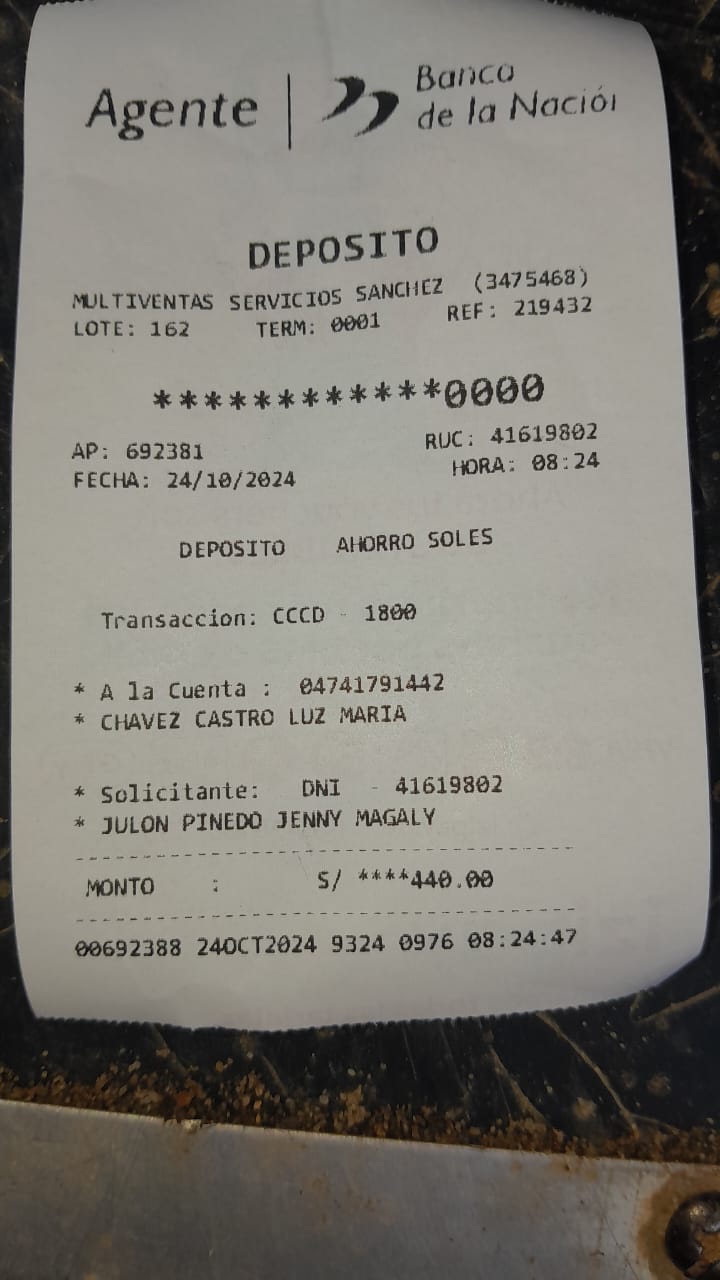 Agente | Banco
de la Nación
DEPOSITO
MULTIVENTAS SERVICIOS SANCHEZ (3475468)
LOTE: 162 TERM: 0001 REF: 219432
************0000
AP: 692381 RUC: 41619802
FECHA: 24/10/2024 HORA: 08:24
DEPOSITO AHORRO SOLES
Transaccion: CCCD - 1800
* A la Cuenta : 04741791442
* CHAVEZ CASTRO LUZ MARIA
* Solicitante: DNI - 41619802
* JULON PINEDO JENNY MAGALY
MONTO : S/ ****440.00
00692388 24OCT2024 9324 0976 08:24:47